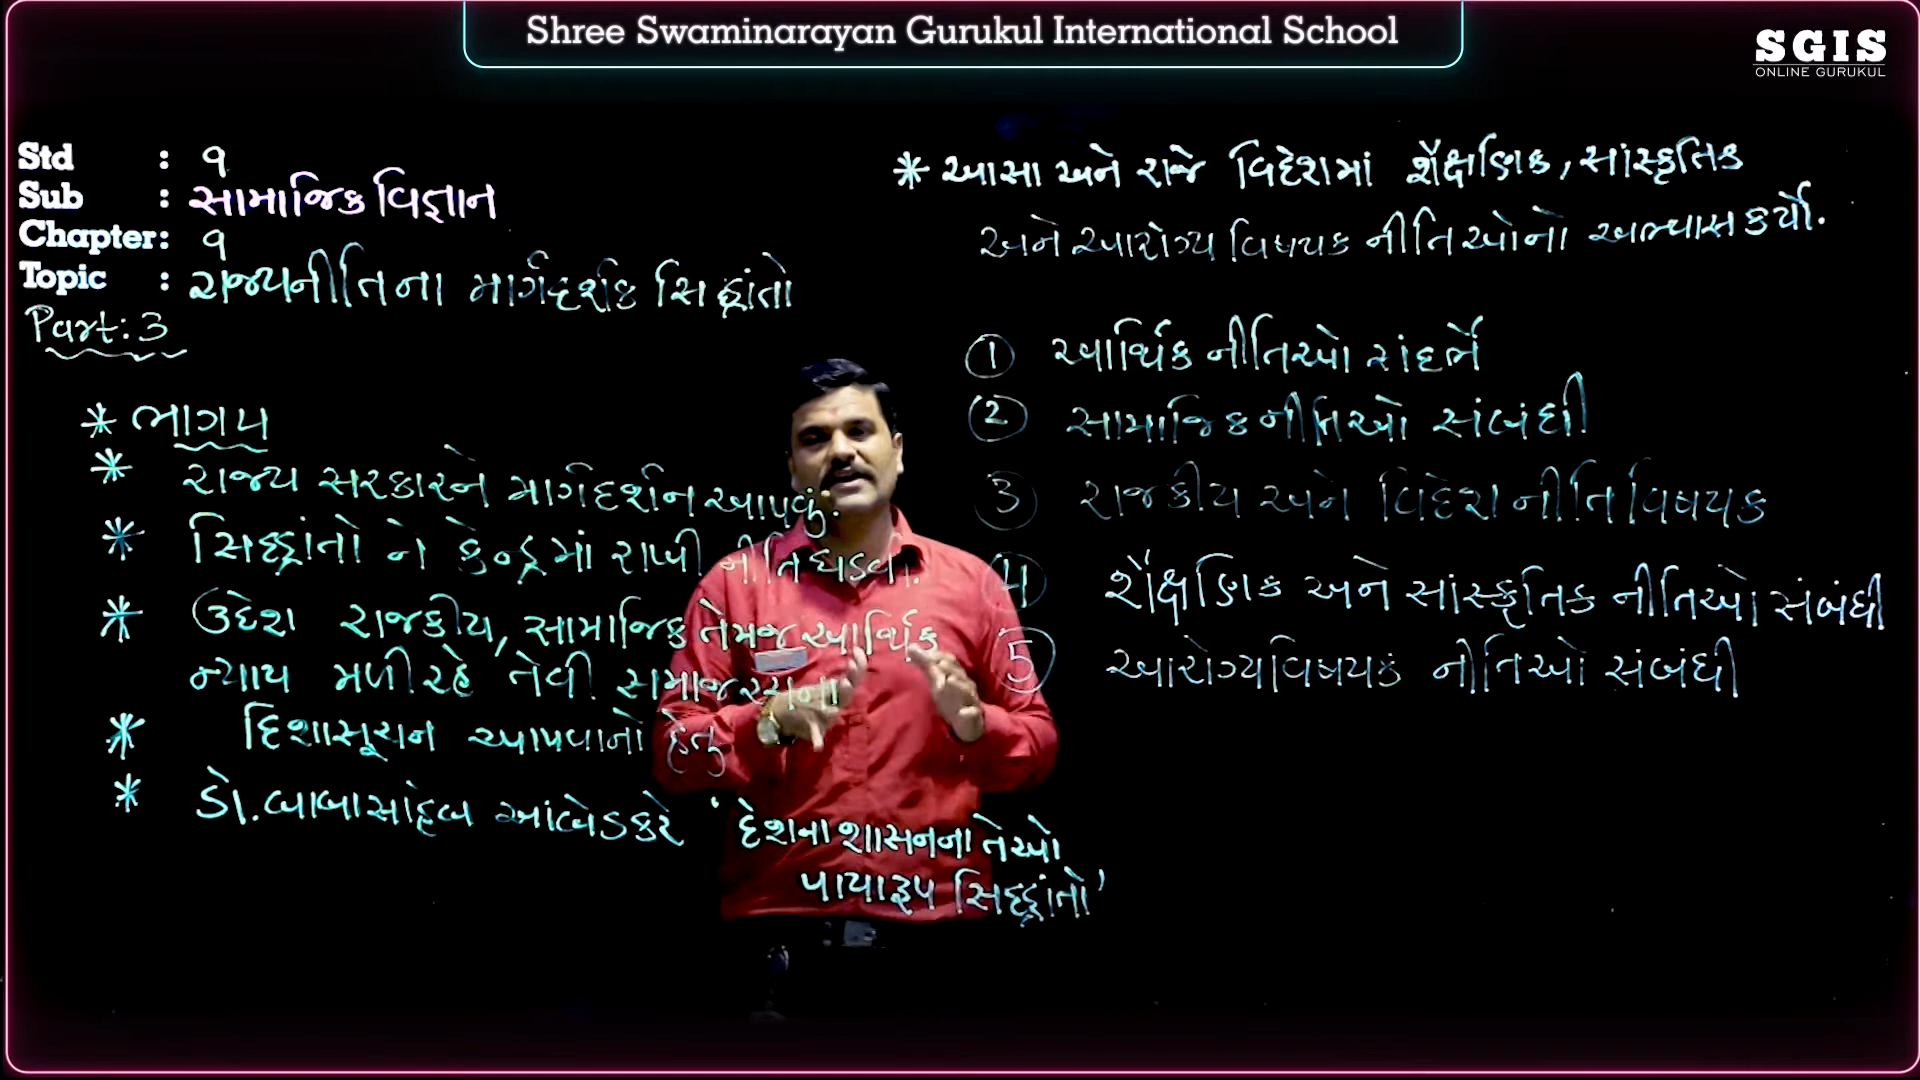 Shree Swaminarayan Gurukul International School
SGIS
ONLINE GURUKUL
Std : ૧
Sub : સામાજિક વિજ્ઞાન
Chapter: ૧
Topic : રાજ્યનીતિના માર્ગદર્શક સિદ્ધાંતો
Part: 3
* ભાગ
* રાજ્ય સરકારને માર્ગદર્શન આપવું.
* સિદ્ધાંતો ને કેન્દ્રમાં રાખી નીતિ ઘડવી.
* ઉદેશ રાજકીય, સામાજિક તેમજ આર્થિક
ન્યાય મળી રહે તેવી સમાજ રચના
* દિશાસૂચન આપવાનો હેતુ
* ડો. બાબાસાહેબ આંબેડકરે ' દેશના શાસનના તેઓ
પાયારૂપ સિદ્ધાંતો '
* અને રાજે વિદેશમાં શૈક્ષણિક, સાંસ્કૃતિક
અને આરોગ્ય વિષયક નીતિઓનો અભ્યાસ કર્યો.
1 આર્થિક નીતિઓ સંદર્ભે
2 સામાજિક નીતિઓ સંબંધી
3 રાજકીય અને વિદેશ નીતિ વિષયક
4 શૈક્ષણિક અને સાંસ્કૃતિક નીતિઓ સંબંધી
5 આરોગ્યવિષયક નીતિઓ સંબંધી